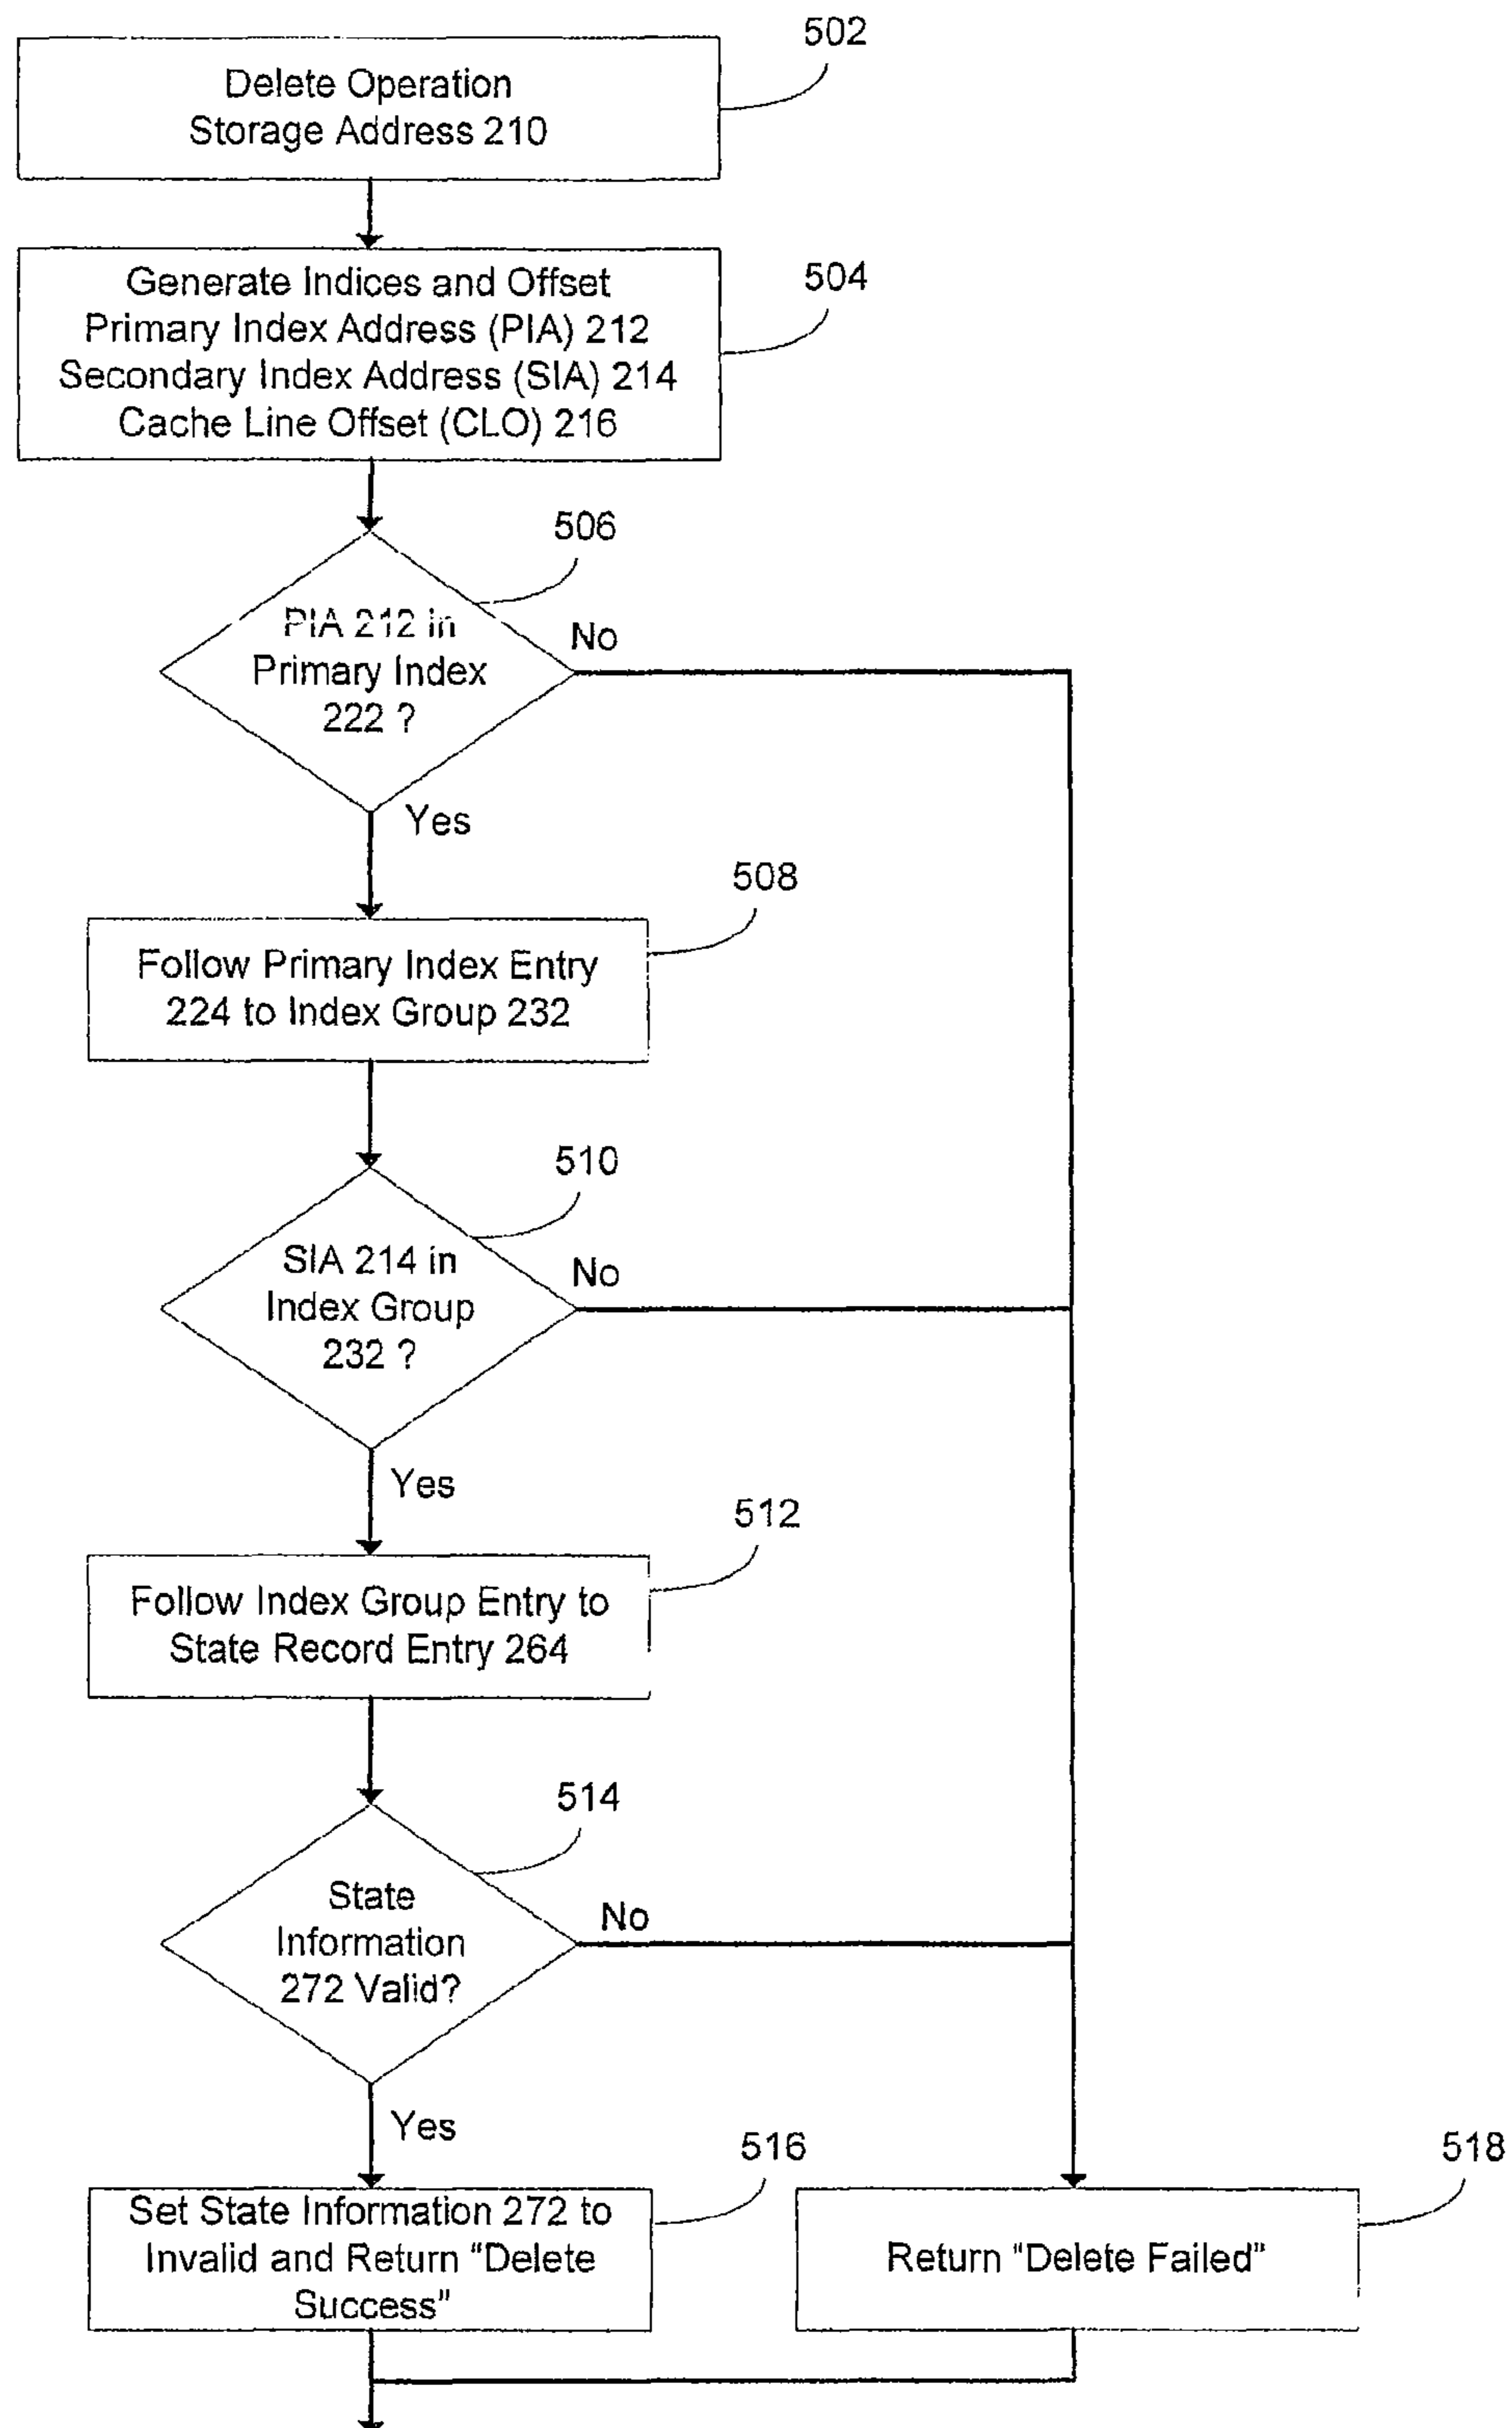 502
Delete Operation
Storage Address 210
504
Generate Indices and Offset
Primary Index Address (PIA) 212
Secondary Index Address (SIA) 214
Cache Line Offset (CLO) 216
506
PIA 212 in
Primary Index
222 ?
No
Yes
508
Follow Primary Index Entry
224 to Index Group 232
510
SIA 214 in
Index Group
232 ?
No
Yes
512
Follow Index Group Entry to
State Record Entry 264
514
State
Information
272 Valid?
No
Yes
516
Set State Information 272 to
Invalid and Return “Delete
Success”
518
Return “Delete Failed”